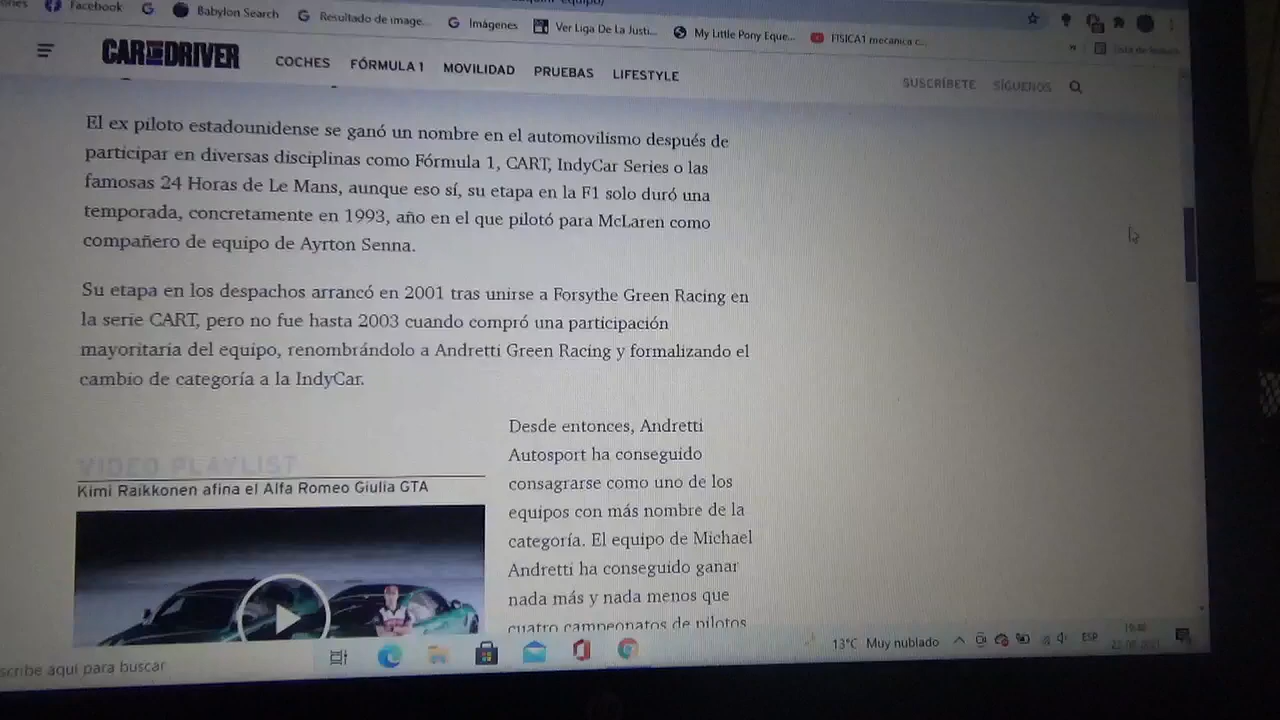 Facebook
Babylon Search
Resultado de image...
Imágenes
Ver Liga De La Justi...
My Little Pony Eque...
FISICA1 mecanica c...
CAR AND DRIVER
COCHES
FÓRMULA 1
MOVILIDAD
PRUEBAS
LIFESTYLE
SUSCRÍBETE
SÍGUENOS
El ex piloto estadounidense se ganó un nombre en el automovilismo después de
participar en diversas disciplinas como Fórmula 1, CART, IndyCar Series o las
famosas 24 Horas de Le Mans, aunque eso sí, su etapa en la F1 solo duró una
temporada, concretamente en 1993, año en el que pilotó para McLaren como
compañero de equipo de Ayrton Senna.
Su etapa en los despachos arrancó en 2001 tras unirse a Forsythe Green Racing en
la serie CART, pero no fue hasta 2003 cuando compró una participación
mayoritaria del equipo, renombrándolo a Andretti Green Racing y formalizando el
cambio de categoría a la IndyCar.
VIDEO PLAYLIST
Kimi Raikkonen afina el Alfa Romeo Giulia GTA
Desde entonces, Andretti
Autosport ha conseguido
consagrarse como uno de los
equipos con más nombre de la
categoría. El equipo de Michael
Andretti ha conseguido ganar
nada más y nada menos que
cuatro campeonatos de pilotos
scribe aquí para buscar
13°C Muy nublado
ESP